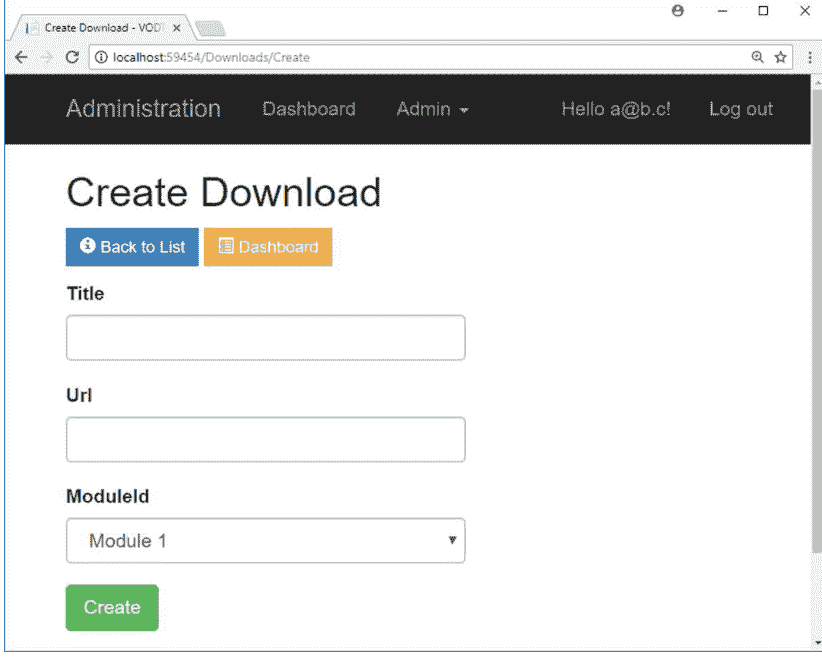 Create Download - VOD
localhost:59454/Downloads/Create
Administration Dashboard Admin Hello a@b.c! Log out
Create Download
Back to List Dashboard
Title
Url
ModuleId
Module 1
Create